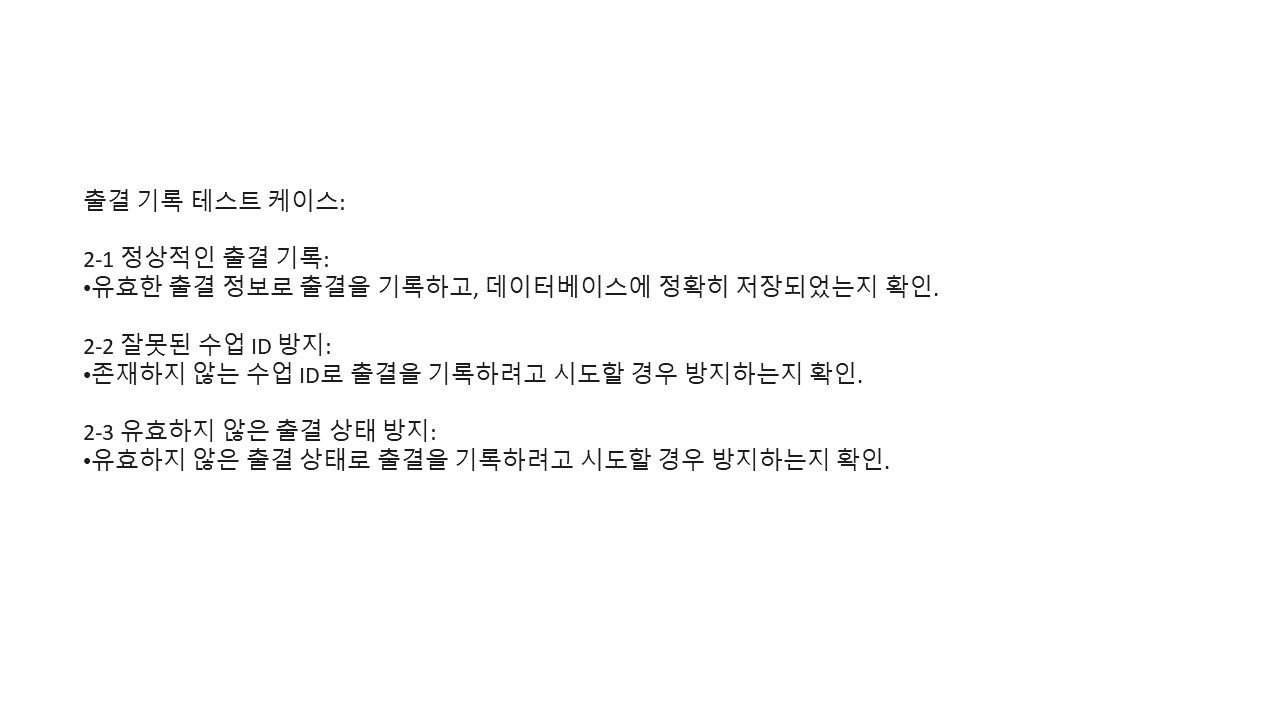 출결 기록 테스트 케이스:
2-1 정상적인 출결 기록:
•유효한 출결 정보로 출결을 기록하고, 데이터베이스에 정확히 저장되었는지 확인.
2-2 잘못된 수업 ID 방지:
•존재하지 않는 수업 ID로 출결을 기록하려고 시도할 경우 방지하는지 확인.
2-3 유효하지 않은 출결 상태 방지:
•유효하지 않은 출결 상태로 출결을 기록하려고 시도할 경우 방지하는지 확인.